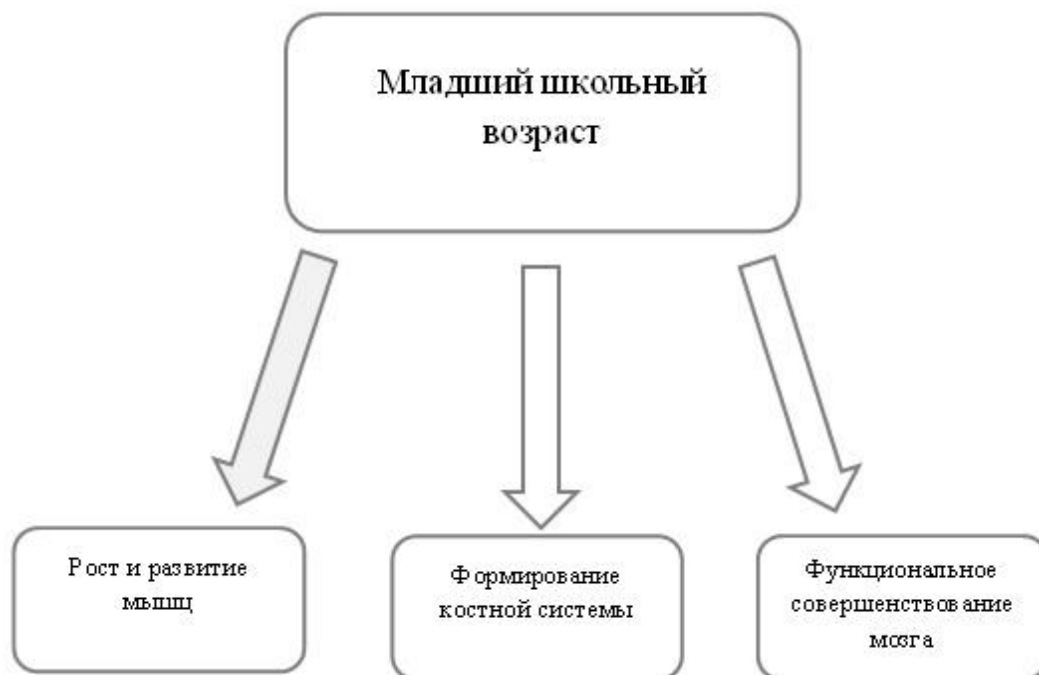 Младший школьный
возраст
Рост и развитие
мышц
Формирование
костной системы
Функциональное
совершенствование
мозга